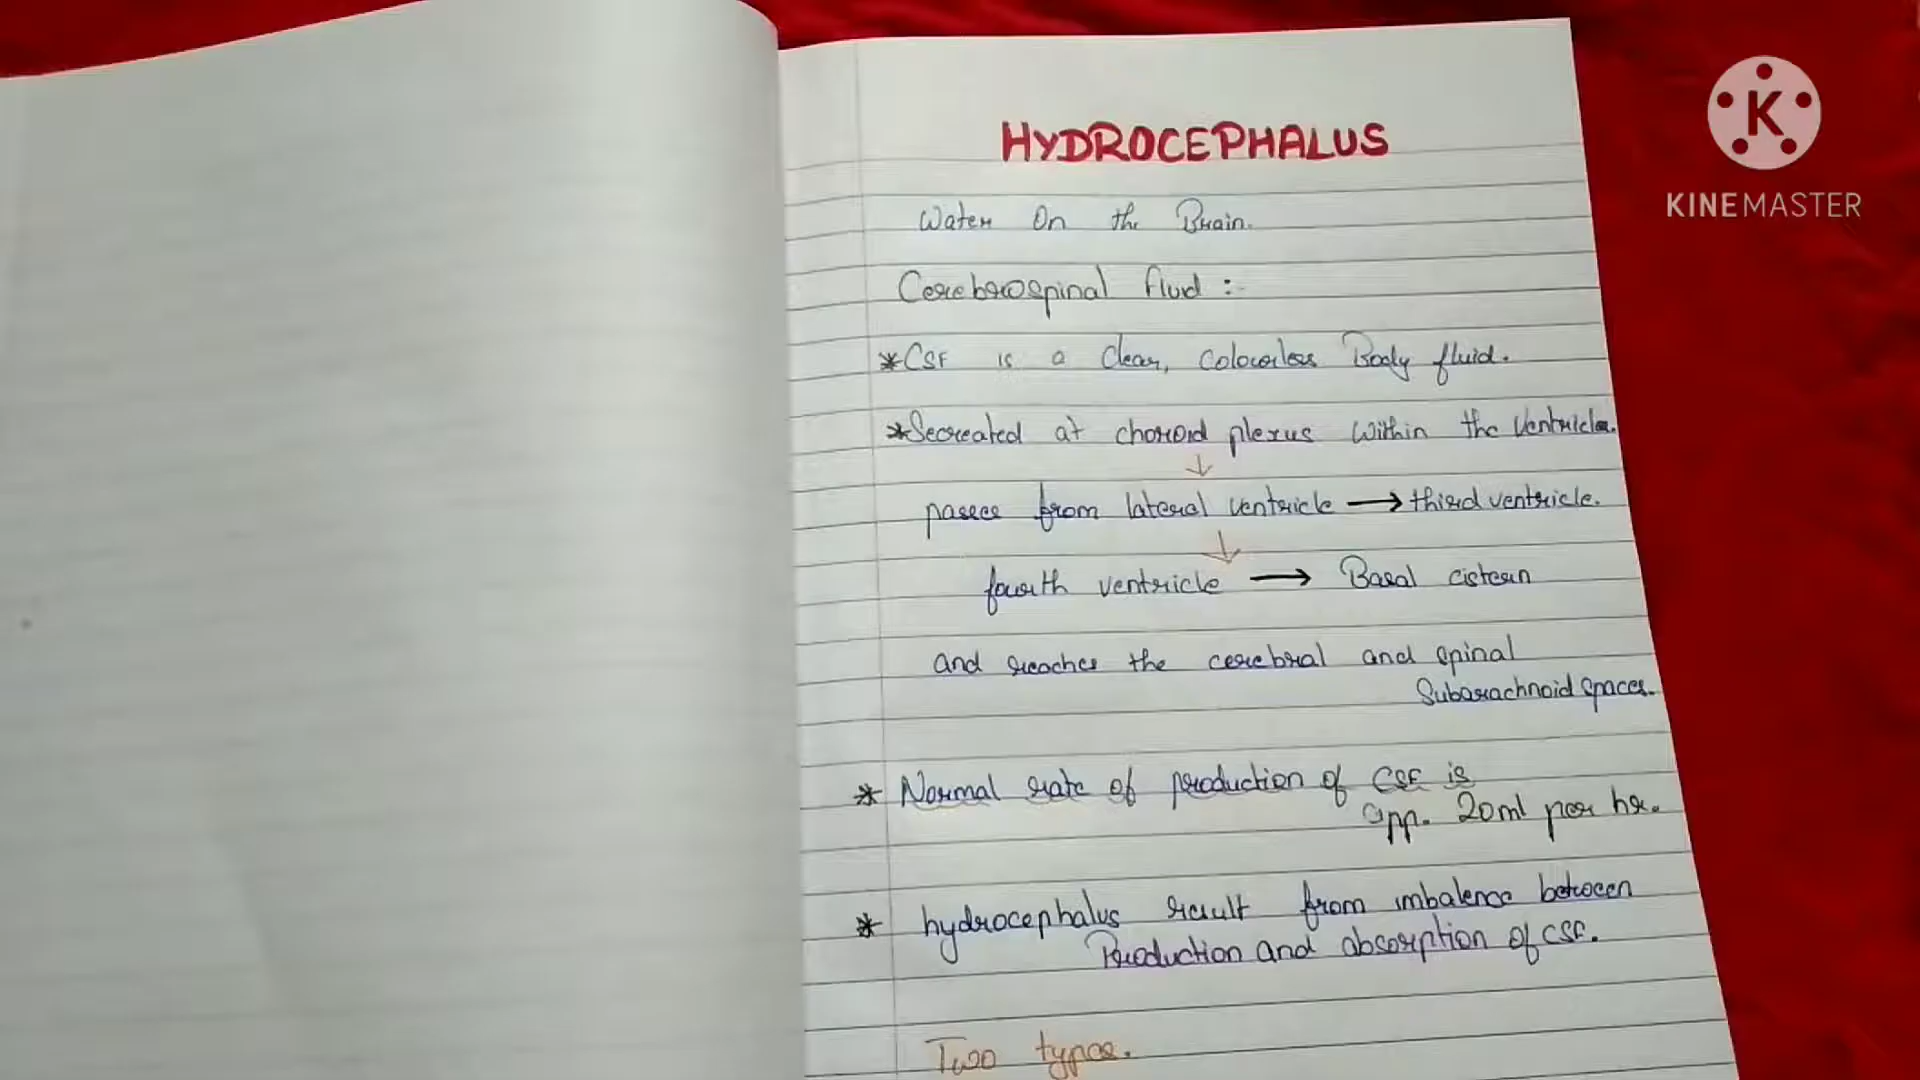 HYDROCEPHALUS
Water On the Brain.
Cerebrospinal fluid :-
*CSF is a Clear, Colourless Body fluid.
*Secreated at choroid plexus within the Ventricles.
↓
passes from lateral ventricle → third ventricle.
↓
fourth ventricle → Basal cistern
and reaches the cerebral and spinal
Subarachnoid spaces.
* Normal rate of production of CSF is
app. 20ml per hr.
* hydrocephalus result from imbalence between
Production and absorption of CSF.
Two types.
K
KINEMASTER